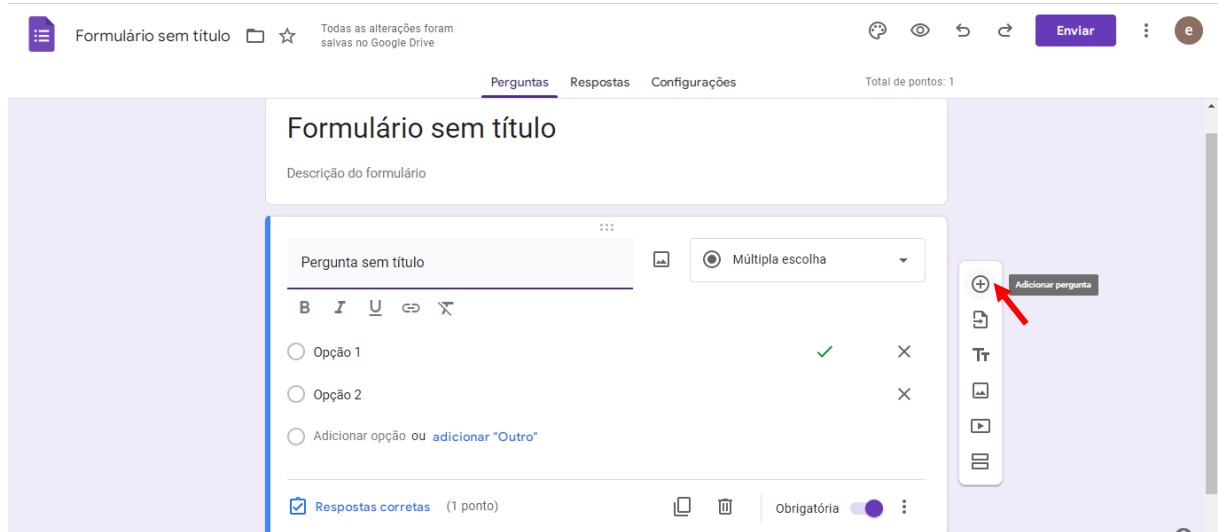 Formulário sem título
Todas as alterações foram
salvas no Google Drive
Enviar
e
Perguntas Respostas Configurações Total de pontos: 1
Formulário sem título
Descrição do formulário
Pergunta sem título
Múltipla escolha
Adicionar pergunta
B I U
Opção 1
Tт
Opção 2
Adicionar opção ou adicionar "Outro"
Respostas corretas (1 ponto) Obrigatória